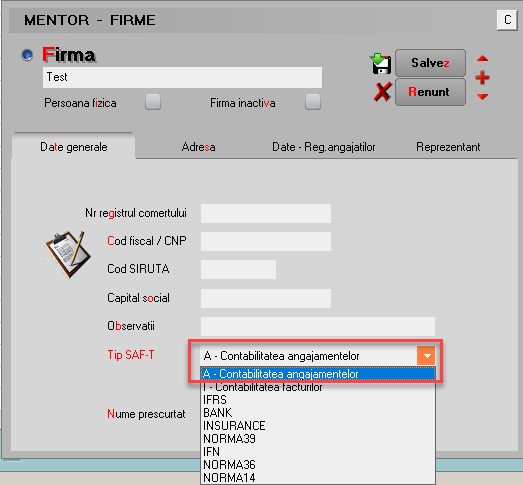 MENTOR - FIRME
C
Firma
Test
Persoana fizica
Firma inactiva
Salvez
Renunt
Date generale
Adresa
Date - Reg.angajatilor
Reprezentant
Nr registrul comertului
Cod fiscal / CNP
Cod SIRUTA
Capital social
Observatii
Tip SAF-T
A - Contabilitatea angajamentelor
A - Contabilitatea angajamentelor
I - Contabilitatea facturilor
IFRS
BANK
Nume prescurtat
INSURANCE
NORMA39
IFN
NORMA36
NORMA14